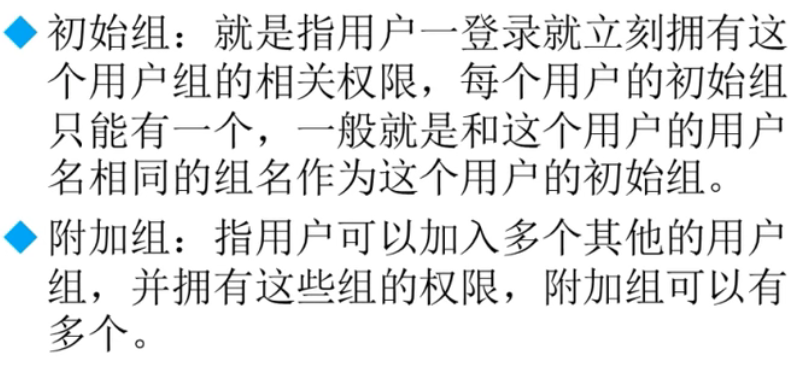 ◆ 初始组：就是指用户一登录就立刻拥有这
个用户组的相关权限，每个用户的初始组
只能有一个，一般就是和这个用户的用户
名相同的组名作为这个用户的初始组。
◆ 附加组：指用户可以加入多个其他的用户
组，并拥有这些组的权限，附加组可以有
多个。